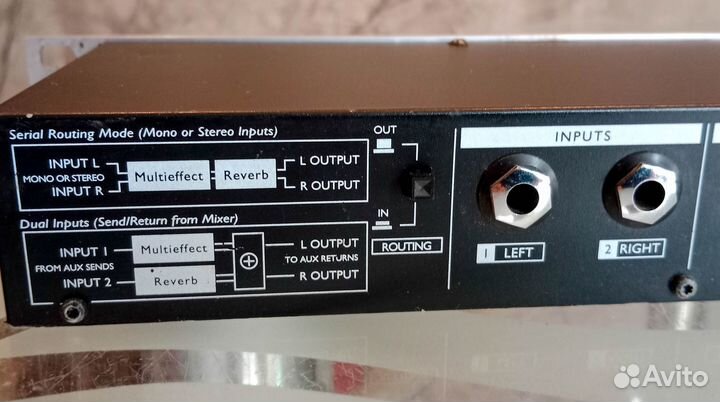 Serial Routing Mode (Mono or Stereo Inputs)
INPUT L
MONO OR STEREO
INPUT R
Multieffect
Reverb
L OUTPUT
R OUTPUT
Dual Inputs (Send/Return from Mixer)
INPUT 1
FROM AUX SENDS
INPUT 2
Multieffect
Reverb
L OUTPUT
TO AUX RETURNS
R OUTPUT
OUT
IN
ROUTING
INPUTS
1 LEFT
2 RIGHT
Avito